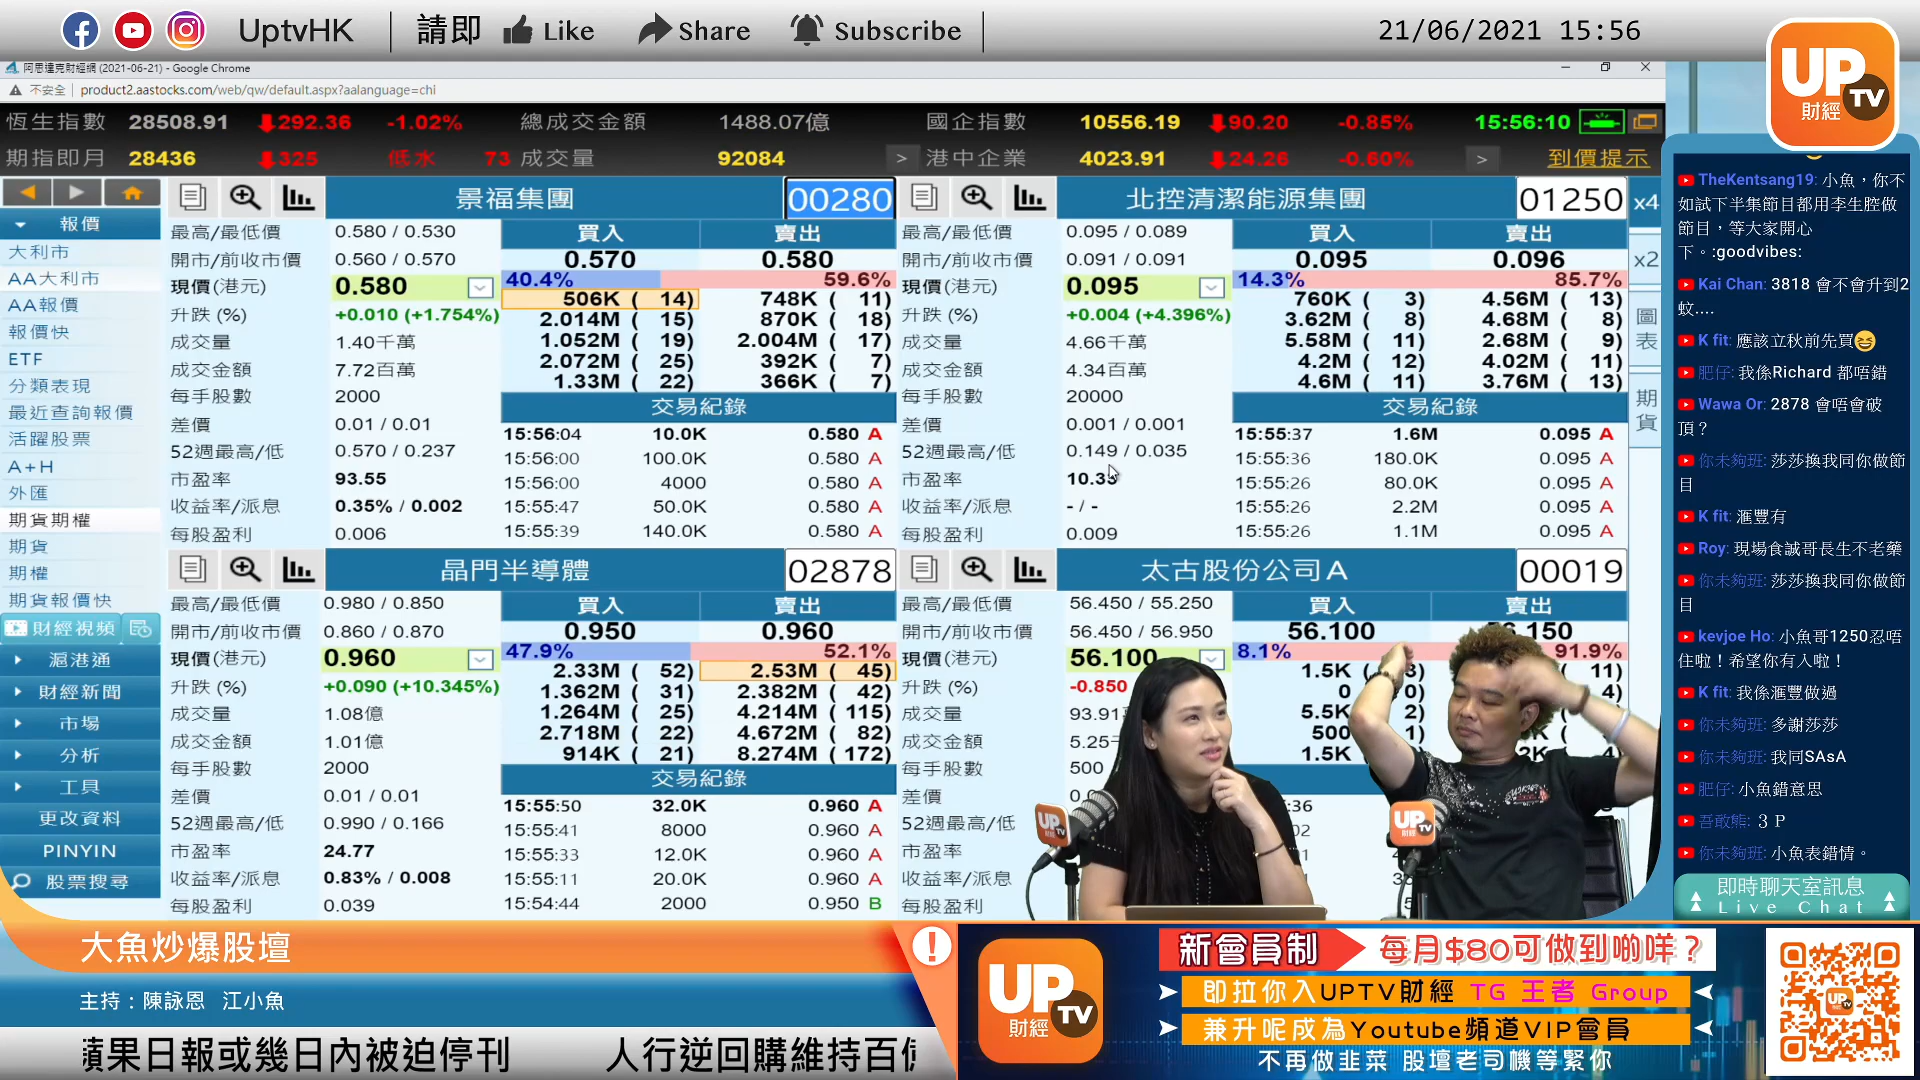 UptvHK
請即
Like
Share
Subscribe
21/06/2021 15:56
UP TV
財經
阿思達克財經網 (2021-06-21) - Google Chrome
不安全 | product2.aastocks.com/web/qw/default.aspx?aalanguage=chi
恆生指數 28508.91 292.36 -1.02% 總成交金額 1488.07億 國企指數 10556.19 90.20 -0.85% 15:56:10
期指即月 28436 325 低水 73 成交量 92084 > 港中企業 4023.91 24.26 -0.60% > 到價提示
報價
大利市
AA大利市
AA報價
報價快
ETF
分類表現
最近查詢報價
活躍股票
A+H
外匯
期貨期權
期貨
期權
期貨報價快
財經視頻
滬港通
財經新聞
市場
分析
工具
更改資料
PINYIN
股票搜尋
景福集團 00280
最高/最低價 0.580 / 0.530
開市/前收市價 0.560 / 0.570
現價(港元) 0.580
升跌 (%) +0.010 (+1.754%)
成交量 1.40千萬
成交金額 7.72百萬
每手股數 2000
差價 0.01 / 0.01
52週最高/低 0.570 / 0.237
市盈率 93.55
收益率/派息 0.35% / 0.002
每股盈利 0.006
買入 賣出
0.570 0.580
40.4% 59.6%
506K ( 14) 748K ( 11)
2.014M ( 15) 870K ( 18)
1.052M ( 19) 2.004M ( 17)
2.072M ( 25) 392K ( 7)
1.33M ( 22) 366K ( 7)
交易紀錄
15:56:04 10.0K 0.580 A
15:56:00 100.0K 0.580 A
15:56:00 4000 0.580 A
15:55:47 50.0K 0.580 A
15:55:39 140.0K 0.580 A
北控清潔能源集團 01250
最高/最低價 0.095 / 0.089
開市/前收市價 0.091 / 0.091
現價(港元) 0.095
升跌 (%) +0.004 (+4.396%)
成交量 4.66千萬
成交金額 4.34百萬
每手股數 20000
差價 0.001 / 0.001
52週最高/低 0.149 / 0.035
市盈率 10.33
收益率/派息 - / -
每股盈利 0.009
買入 賣出
0.095 0.096
14.3% 85.7%
760K ( 3) 4.56M ( 13)
3.62M ( 8) 4.68M ( 8)
5.58M ( 11) 2.68M ( 9)
4.2M ( 12) 4.02M ( 11)
4.6M ( 11) 3.76M ( 13)
交易紀錄
15:55:37 1.6M 0.095 A
15:55:36 180.0K 0.095 A
15:55:26 80.0K 0.095 A
15:55:26 2.2M 0.095 A
15:55:26 1.1M 0.095 A
x4
x2
圖表
期貨
晶門半導體 02878
最高/最低價 0.980 / 0.850
開市/前收市價 0.860 / 0.870
現價(港元) 0.960
升跌 (%) +0.090 (+10.345%)
成交量 1.08億
成交金額 1.01億
每手股數 2000
差價 0.01 / 0.01
52週最高/低 0.990 / 0.166
市盈率 24.77
收益率/派息 0.83% / 0.008
每股盈利 0.039
買入 賣出
0.950 0.960
47.9% 52.1%
2.33M ( 52) 2.53M ( 45)
1.362M ( 31) 2.382M ( 42)
1.264M ( 25) 4.214M ( 115)
2.718M ( 22) 4.672M ( 82)
914K ( 21) 8.274M ( 172)
交易紀錄
15:55:50 32.0K 0.960 A
15:55:41 8000 0.960 A
15:55:33 12.0K 0.960 A
15:55:11 20.0K 0.960 A
15:54:44 2000 0.950 B
太古股份公司A 00019
最高/最低價 56.450 / 55.250
開市/前收市價 56.450 / 56.950
現價(港元) 56.100
升跌 (%) -0.850
成交量 93.91
成交金額 5.25
每手股數 500
差價
52週最高/低
市盈率
收益率/派息
每股盈利
買入 賣出
56.100
8.1% 91.9%
1.5K ( 11)
0
5.5K 2)
500 1)
1.5K
TheKentsang19: 小魚，你不
如試下半集節目都用李生腔做
節目，等大家開心
下。:goodvibes:
Kai Chan: 3818 會不會升到2
蚊....
K fit: 應該立秋前先買
肥仔: 我係Richard 都唔錯
Wawa Or: 2878 會唔會破
頂？
你未夠班: 莎莎換我同你做節
目
K fit: 滙豐有
Roy: 現場食誠哥長生不老藥
你未夠班: 莎莎換我同你做節
目
kevjoe Ho: 小魚哥1250忍唔
住啦！希望你有入啦！
K fit: 我係滙豐做過
你未夠班: 多謝莎莎
你未夠班: 我同SAsA
肥仔: 小魚錯意思
吾敢熊: ３Ｐ
你未夠班: 小魚表錯情。
即時聊天室訊息
Live Chat
UP TV
UP TV
財經
大魚炒爆股壇
主持：陳詠恩 江小魚
蘋果日報或幾日內被迫停刊 人行逆回購維持百億
UP TV
財經
新會員制 每月$80可做到啲咩？
即拉你入UPTV財經 TG 王者 Group
兼升呢成為Youtube頻道VIP會員
不再做韭菜 股壇老司機等緊你
UP TV